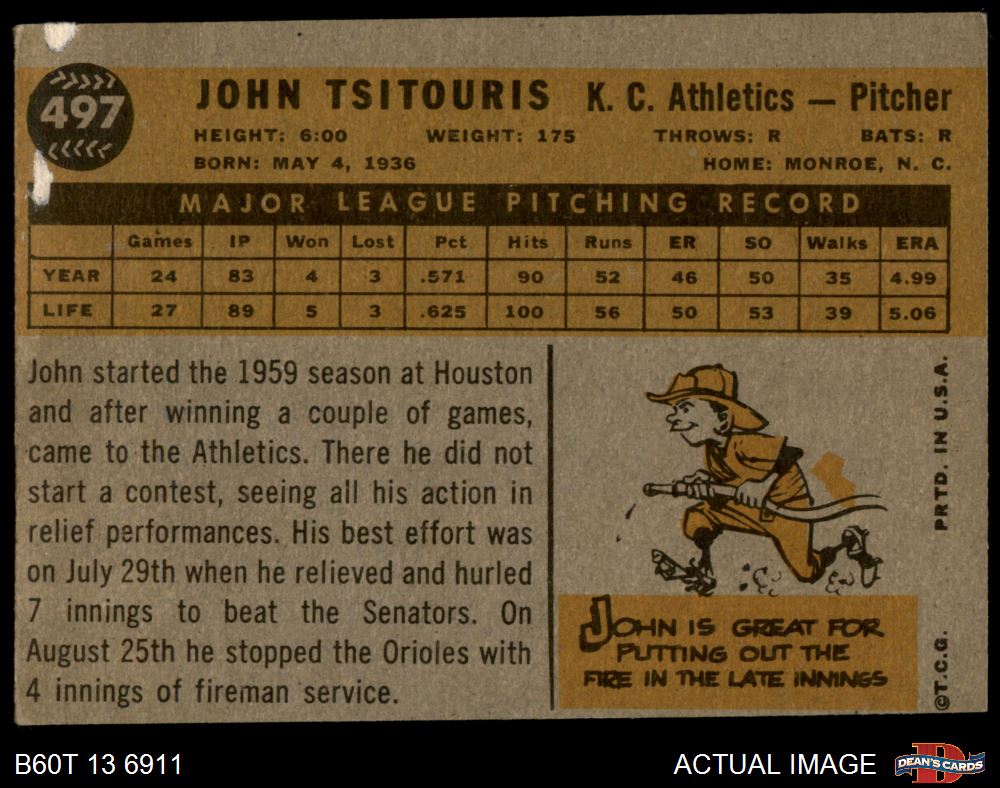 497
JOHN TSITOURIS K. C. Athletics — Pitcher
HEIGHT: 6:00 WEIGHT: 175 THROWS: R BATS: R
BORN: MAY 4, 1936 HOME: MONROE, N. C.
MAJOR LEAGUE PITCHING RECORD
Games IP Won Lost Pct Hits Runs ER SO Walks ERA
YEAR 24 83 4 3 .571 90 52 46 50 35 4.99
LIFE 27 89 5 3 .625 100 56 50 53 39 5.06
John started the 1959 season at Houston
and after winning a couple of games,
came to the Athletics. There he did not
start a contest, seeing all his action in
relief performances. His best effort was
on July 29th when he relieved and hurled
7 innings to beat the Senators. On
August 25th he stopped the Orioles with
4 innings of fireman service.
JOHN IS GREAT FOR
PUTTING OUT THE
FIRE IN THE LATE INNINGS
©T.C.G. PRTD. IN U.S.A.
B60T 13 6911 ACTUAL IMAGE
D
DEAN'S CARDS